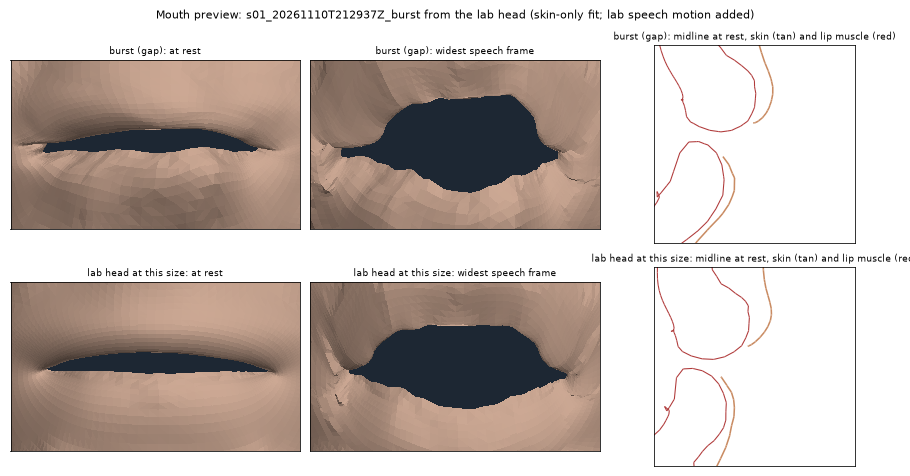 Mouth preview: s01_20261110T212937Z_burst from the lab head (skin-only fit; lab speech motion added)
burst (gap): at rest
burst (gap): widest speech frame
burst (gap): midline at rest, skin (tan) and lip muscle (red)
lab head at this size: at rest
lab head at this size: widest speech frame
lab head at this size: midline at rest, skin (tan) and lip muscle (re